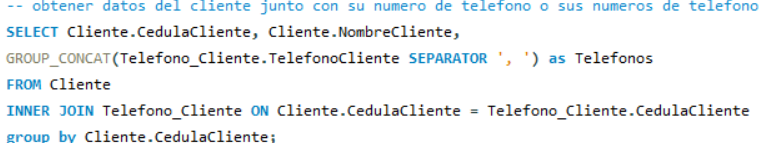 -- obtener datos del cliente junto con su numero de telefono o sus numeros de telefono
SELECT Cliente.CedulaCliente, Cliente.NombreCliente,
GROUP_CONCAT(Telefono_Cliente.TelefonoCliente SEPARATOR ', ') as Telefonos
FROM Cliente
INNER JOIN Telefono_Cliente ON Cliente.CedulaCliente = Telefono_Cliente.CedulaCliente
group by Cliente.CedulaCliente;